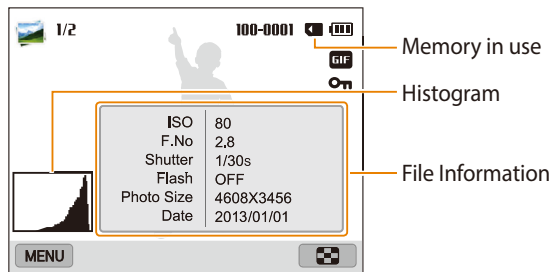 1/2
100-0001
GIF
Memory in use
Histogram
ISO 80
F.No 2.8
Shutter 1/30s
Flash OFF
File Information
Photo Size 4608X3456
Date 2013/01/01
MENU